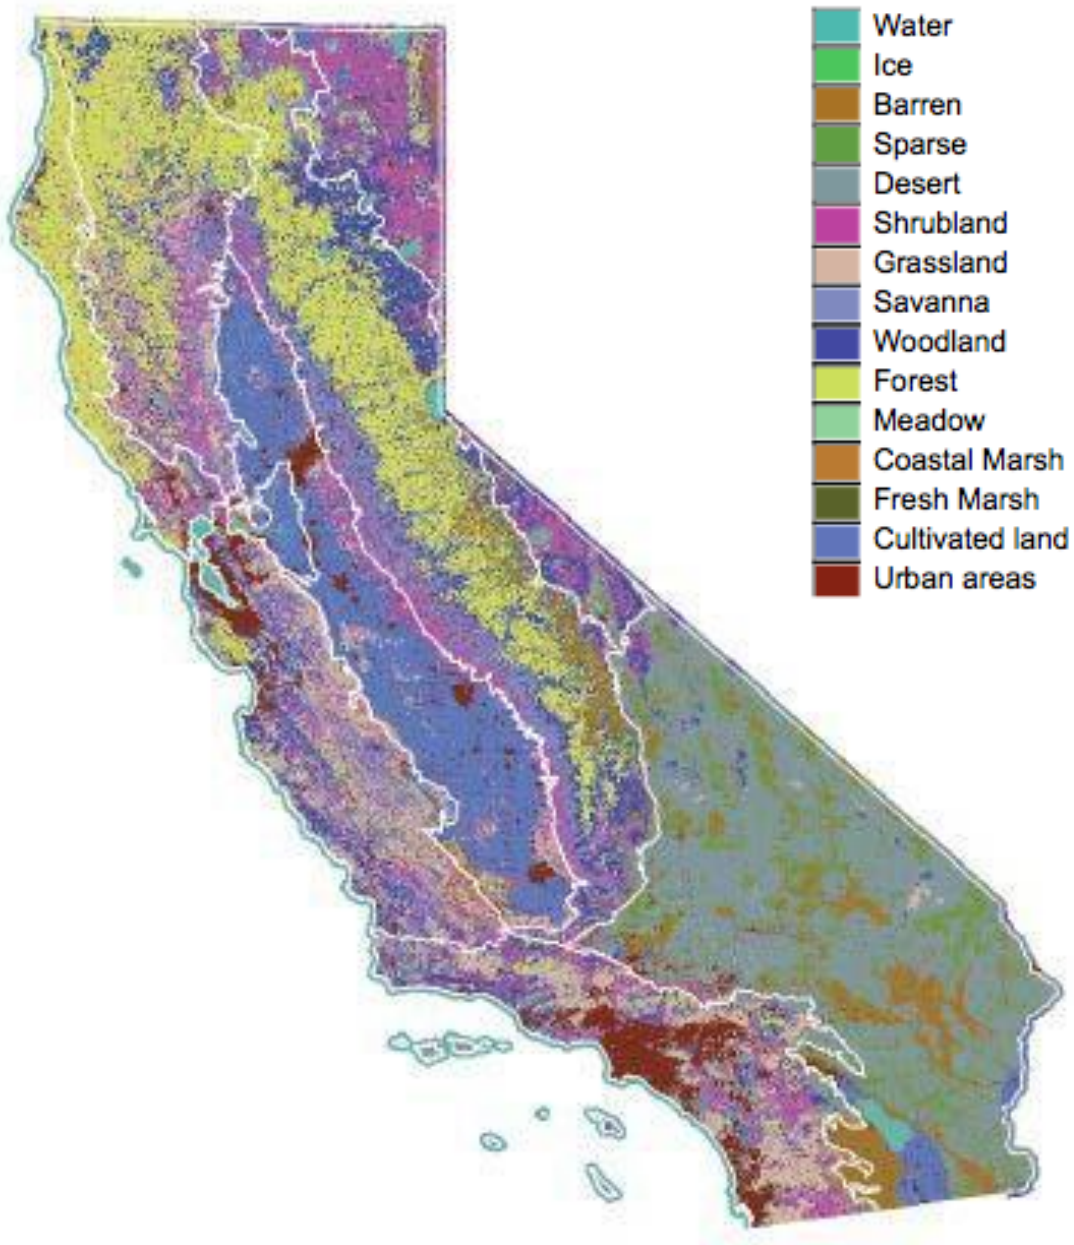 Water
Ice
Barren
Sparse
Desert
Shrubland
Grassland
Savanna
Woodland
Forest
Meadow
Coastal Marsh
Fresh Marsh
Cultivated land
Urban areas